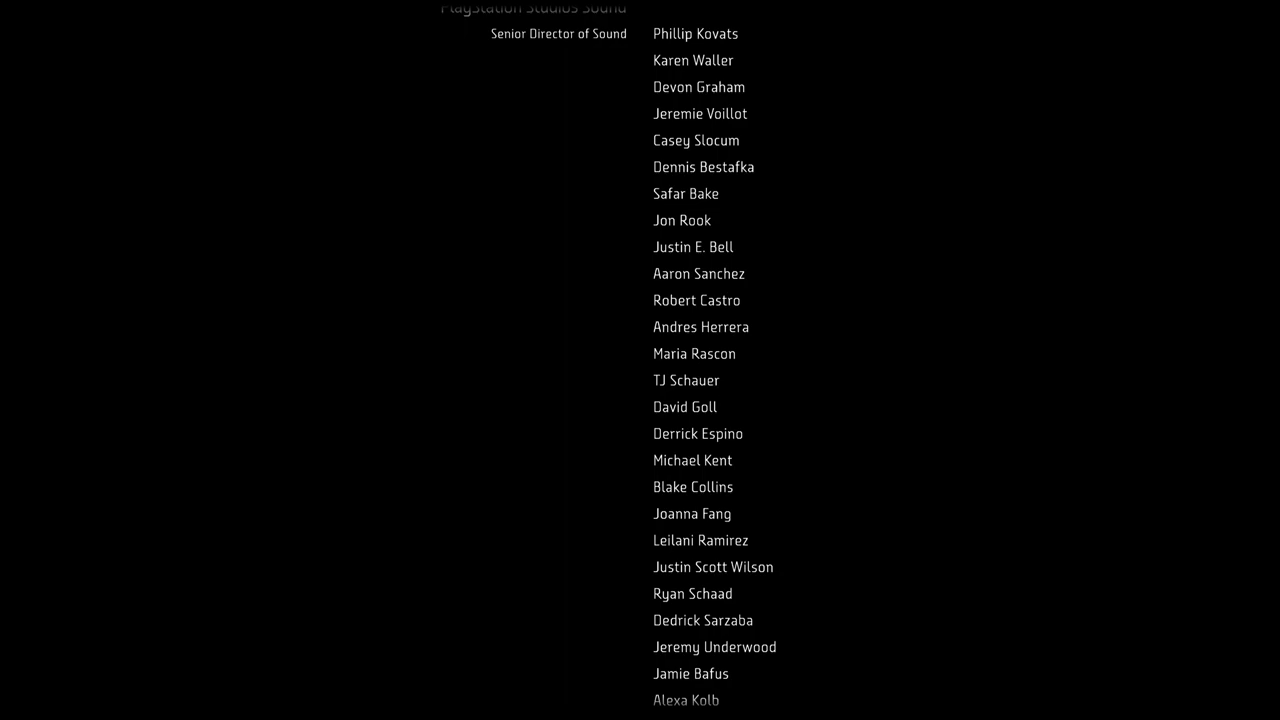 PlayStation Studios Sound
Senior Director of Sound Phillip Kovats
Karen Waller
Devon Graham
Jeremie Voillot
Casey Slocum
Dennis Bestafka
Safar Bake
Jon Rook
Justin E. Bell
Aaron Sanchez
Robert Castro
Andres Herrera
Maria Rascon
TJ Schauer
David Goll
Derrick Espino
Michael Kent
Blake Collins
Joanna Fang
Leilani Ramirez
Justin Scott Wilson
Ryan Schaad
Dedrick Sarzaba
Jeremy Underwood
Jamie Bafus
Alexa Kolb